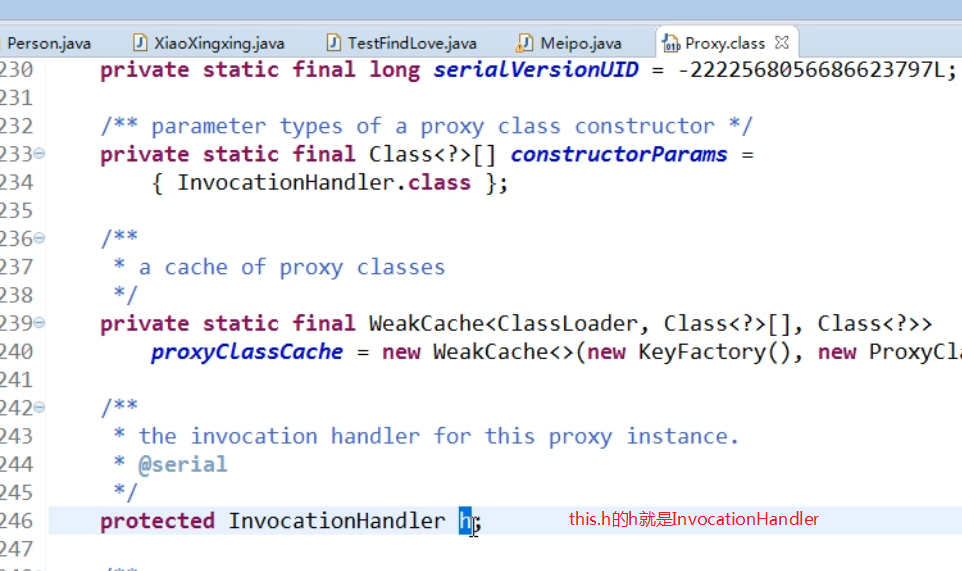 Person.java XiaoXingxing.java TestFindLove.java Meipo.java Proxy.class
230 private static final long serialVersionUID = -2222568056686623797L;
231
232 /** parameter types of a proxy class constructor */
233 private static final Class<?>[] constructorParams =
234 { InvocationHandler.class };
235
236 /**
237 * a cache of proxy classes
238 */
239 private static final WeakCache<ClassLoader, Class<?>[], Class<?>>
240 proxyClassCache = new WeakCache<>(new KeyFactory(), new ProxyCla
241
242 /**
243 * the invocation handler for this proxy instance.
244 * @serial
245 */
246 protected InvocationHandler h; this.h的h就是InvocationHandler
247